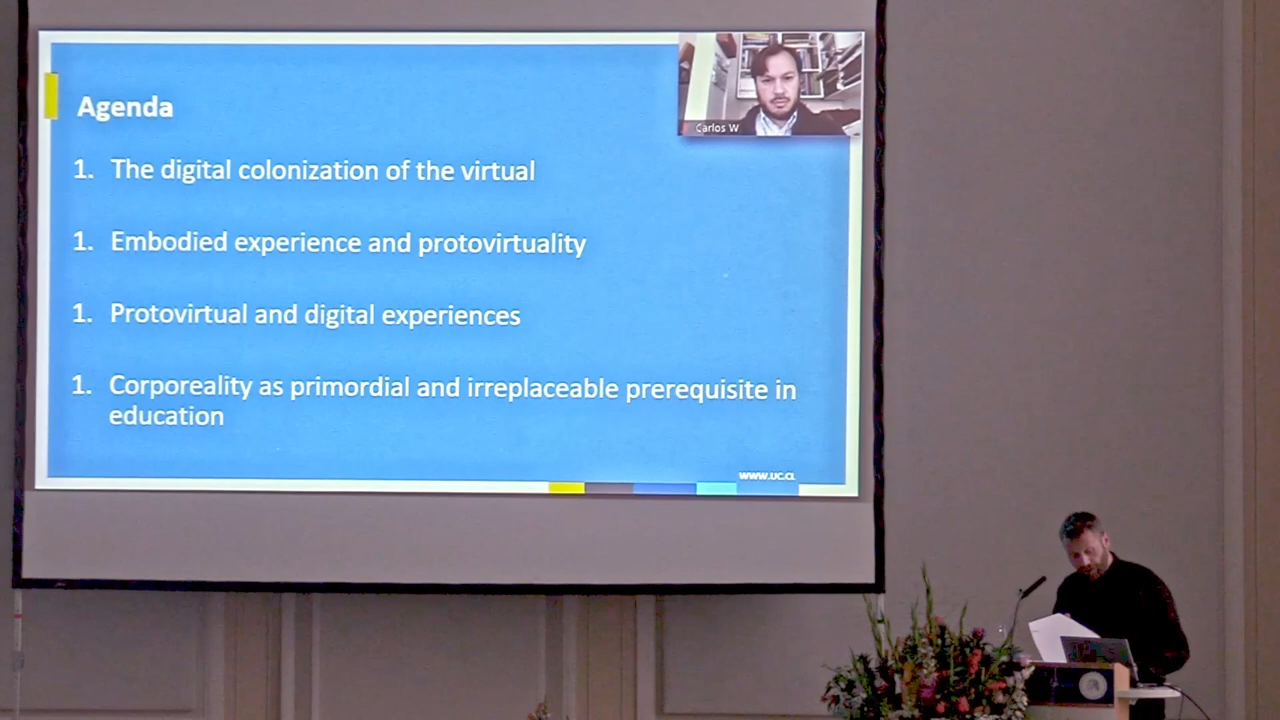 Agenda
1. The digital colonization of the virtual
1. Embodied experience and protovirtuality
1. Protovirtual and digital experiences
1. Corporeality as primordial and irreplaceable prerequisite in
education
Carlos W
WWW.UC.CL